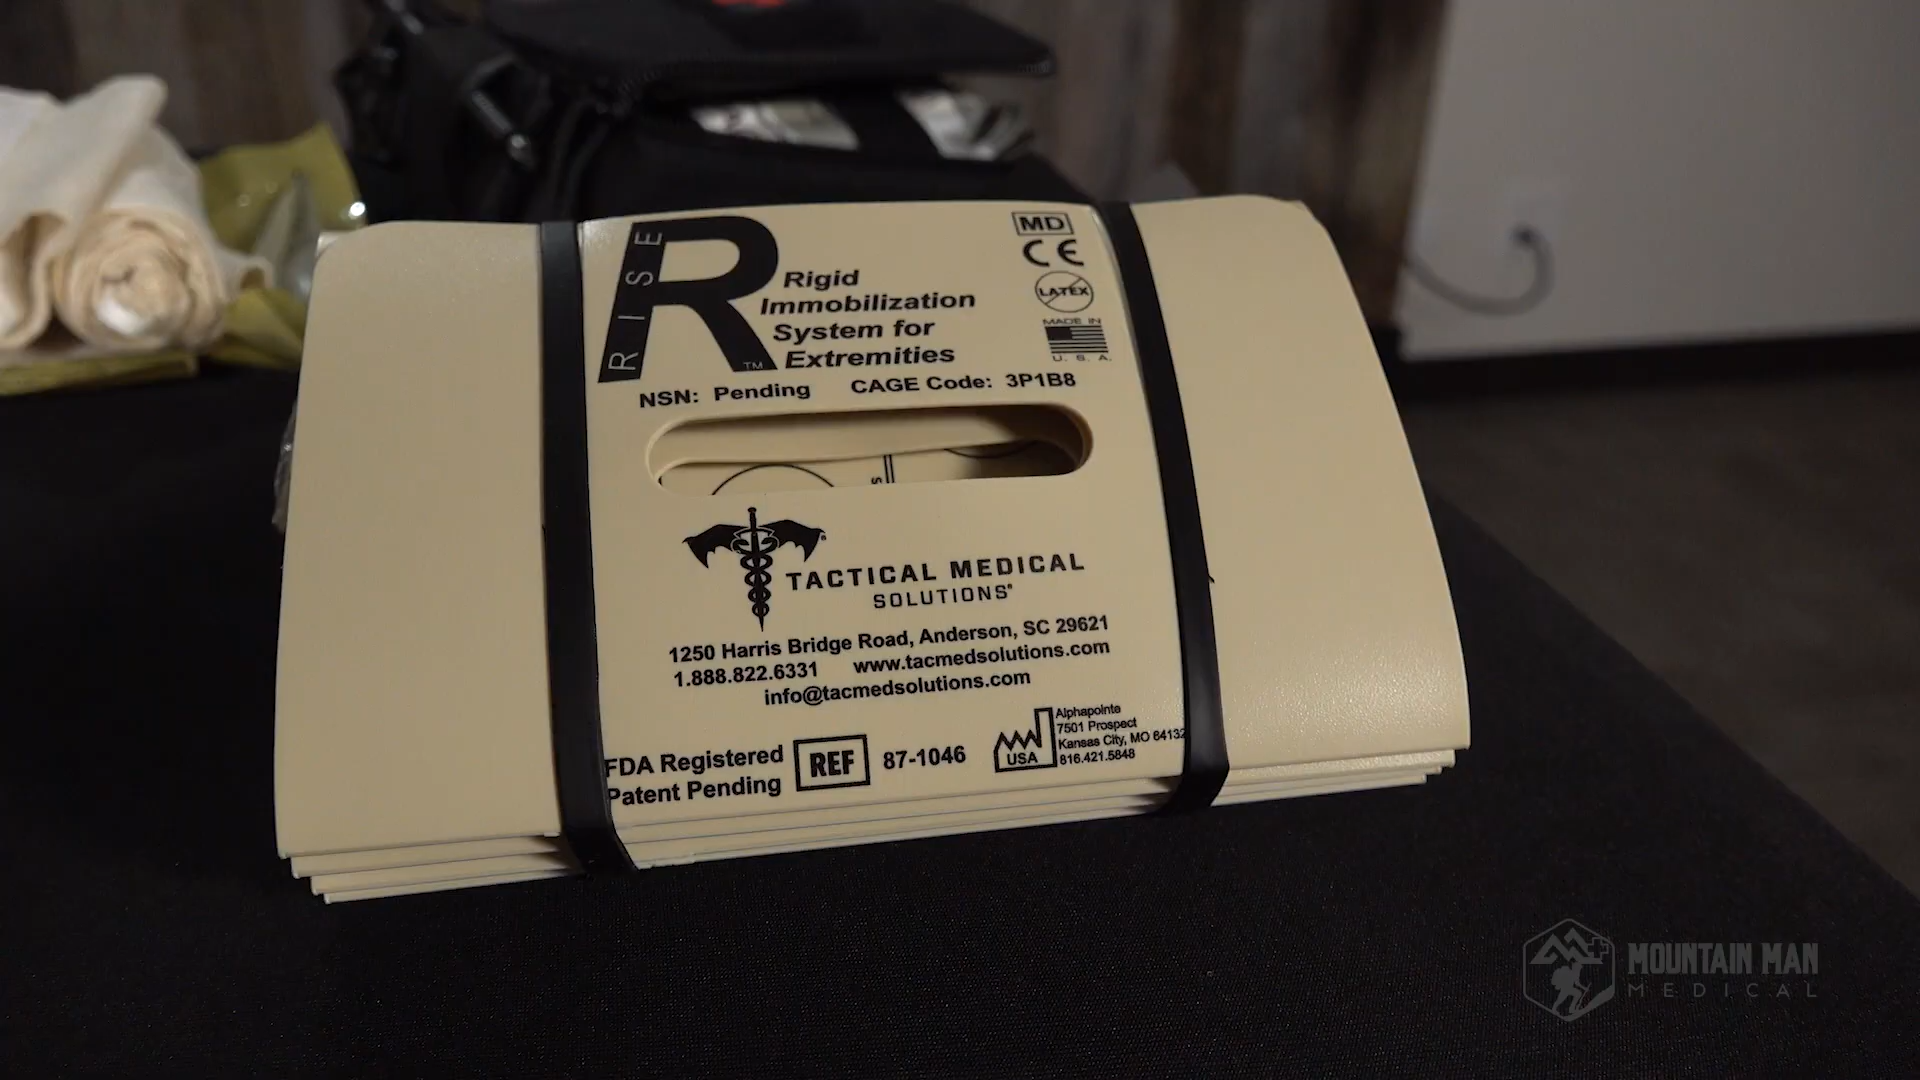 RISE
R™
Rigid
Immobilization
System for
Extremities
MD
CE
LATEX
MADE IN
U. S. A.
NSN: Pending CAGE Code: 3P1B8
TACTICAL MEDICAL
SOLUTIONS®
1250 Harris Bridge Road, Anderson, SC 29621
1.888.822.6331 www.tacmedsolutions.com
info@tacmedsolutions.com
FDA Registered
Patent Pending
REF 87-1046
USA
Alphapointe
7501 Prospect
Kansas City, MO 64132
816.421.5848
MOUNTAIN MAN
MEDICAL